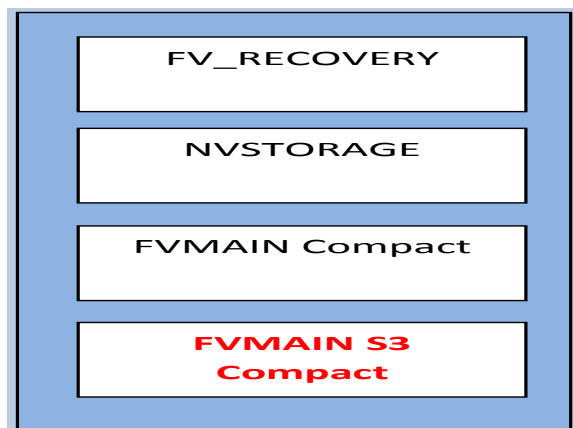 FV_RECOVERY
NVSTORAGE
FVMAIN Compact
FVMAIN S3
Compact